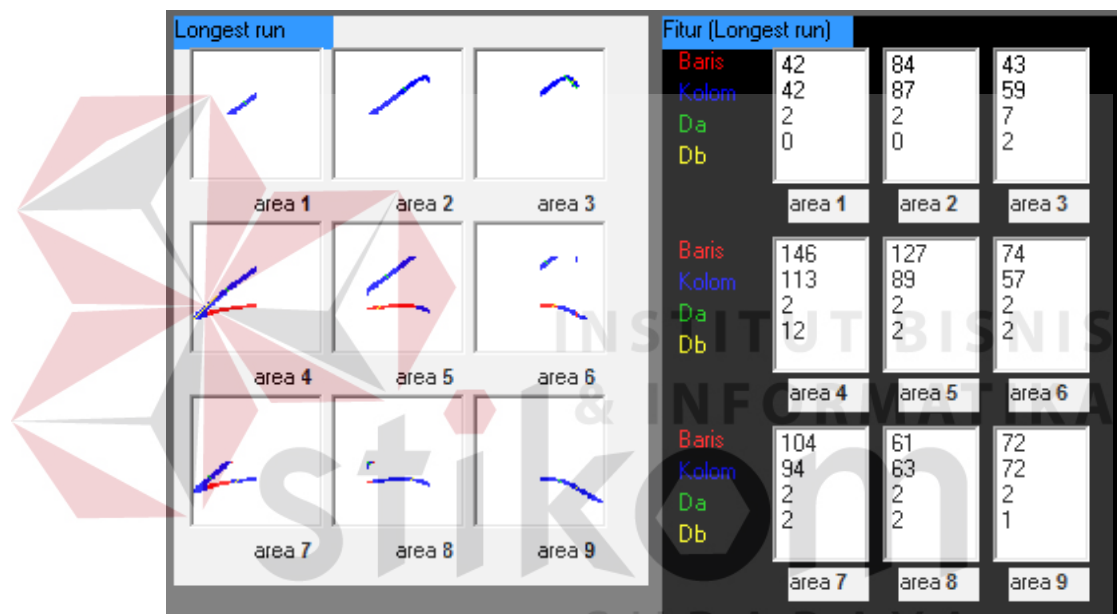 Longest run
area 1 area 2 area 3
area 4 area 5 area 6
area 7 area 8 area 9
Fitur (Longest run)
Baris 42 84 43
Kolom 42 87 59
Da 2 2 7
Db 0 0 2
area 1 area 2 area 3
Baris 146 127 74
Kolom 113 89 57
Da 2 2 2
Db 12 2 2
area 4 area 5 area 6
Baris 104 61 72
Kolom 94 63 72
Da 2 2 2
Db 2 2 1
area 7 area 8 area 9
INSTITUT BISNIS
& INFORMATIKA
stikom